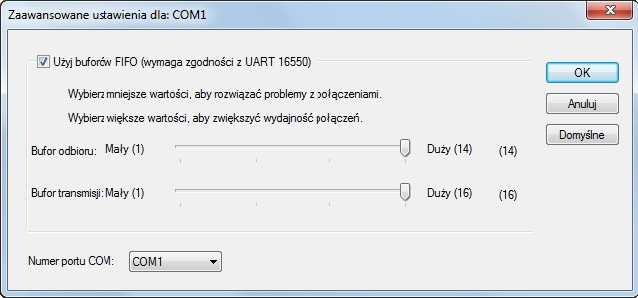 Zaawansowane ustawienia dla: COM1
Użyj buforów FIFO (wymaga zgodności z UART 16550)
OK
Wybierz mniejsze wartości, aby rozwiązać problemy z połączeniami.
Anuluj
Wybierz większe wartości, aby zwiększyć wydajność połączeń.
Domyślne
Bufor odbioru: Mały (1) Duży (14) (14)
Bufor transmisji: Mały (1) Duży (16) (16)
Numer portu COM: COM1